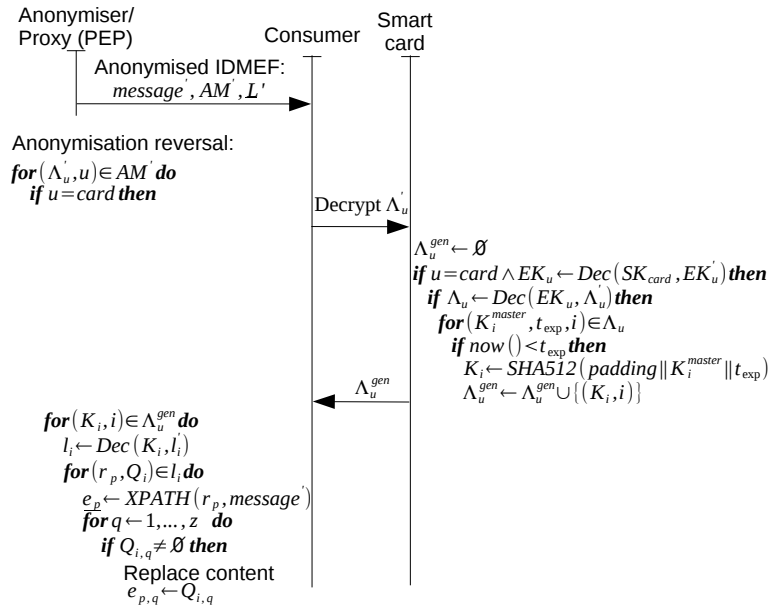 Anonymiser/
Proxy (PEP)
Consumer
Smart
card
Anonymised IDMEF:
message', AM', L'
Anonymisation reversal:
for(Λ'_u,u)∈AM' do
if u=card then
Decrypt Λ'_u
Λ_u^gen←∅
if u=card∧EK_u←Dec(SK_card,EK'_u)then
if Λ_u←Dec(EK_u,Λ'_u)then
for(K_i^master,t_exp,i)∈Λ_u
if now()<t_exp then
K_i←SHA512(padding‖K_i^master‖t_exp)
Λ_u^gen←Λ_u^gen∪{(K_i,i)}
Λ_u^gen
for(K_i,i)∈Λ_u^gen do
l_i←Dec(K_i,l'_i)
for(r_p,Q_i)∈l_i do
e_p←XPATH(r_p,message')
for q←1,...,z do
if Q_i,q≠∅ then
Replace content
e_p,q←Q_i,q